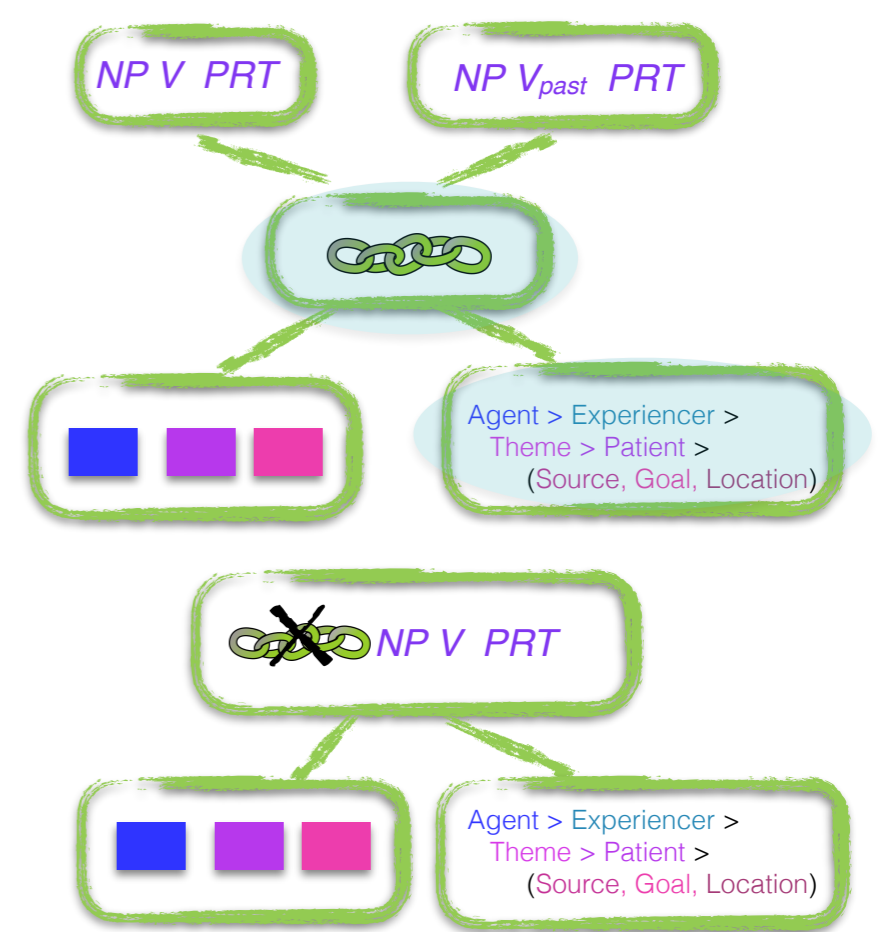 NP V PRT
NP Vpast PRT
Agent > Experiencer >
Theme > Patient >
(Source, Goal, Location)
NP V PRT
Agent > Experiencer >
Theme > Patient >
(Source, Goal, Location)